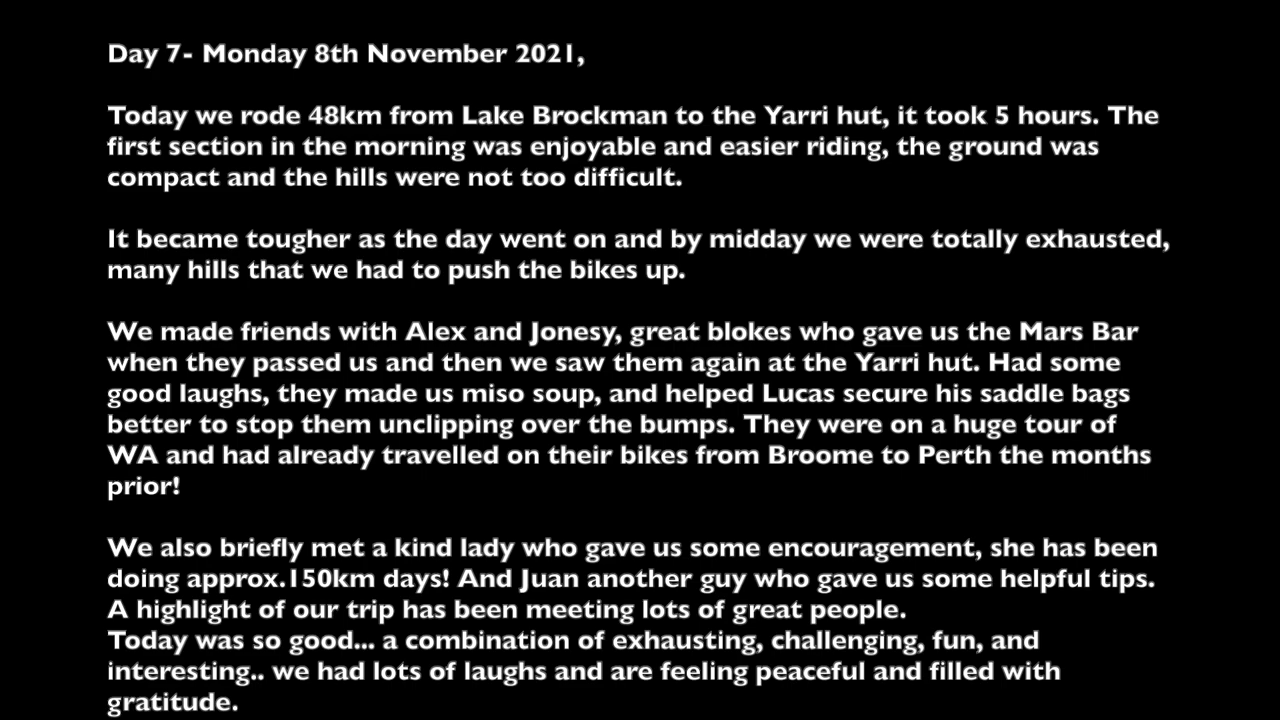 Day 7- Monday 8th November 2021,
Today we rode 48km from Lake Brockman to the Yarri hut, it took 5 hours. The
first section in the morning was enjoyable and easier riding, the ground was
compact and the hills were not too difficult.
It became tougher as the day went on and by midday we were totally exhausted,
many hills that we had to push the bikes up.
We made friends with Alex and Jonesy, great blokes who gave us the Mars Bar
when they passed us and then we saw them again at the Yarri hut. Had some
good laughs, they made us miso soup, and helped Lucas secure his saddle bags
better to stop them unclipping over the bumps. They were on a huge tour of
WA and had already travelled on their bikes from Broome to Perth the months
prior!
We also briefly met a kind lady who gave us some encouragement, she has been
doing approx.150km days! And Juan another guy who gave us some helpful tips.
A highlight of our trip has been meeting lots of great people.
Today was so good... a combination of exhausting, challenging, fun, and
interesting.. we had lots of laughs and are feeling peaceful and filled with
gratitude.